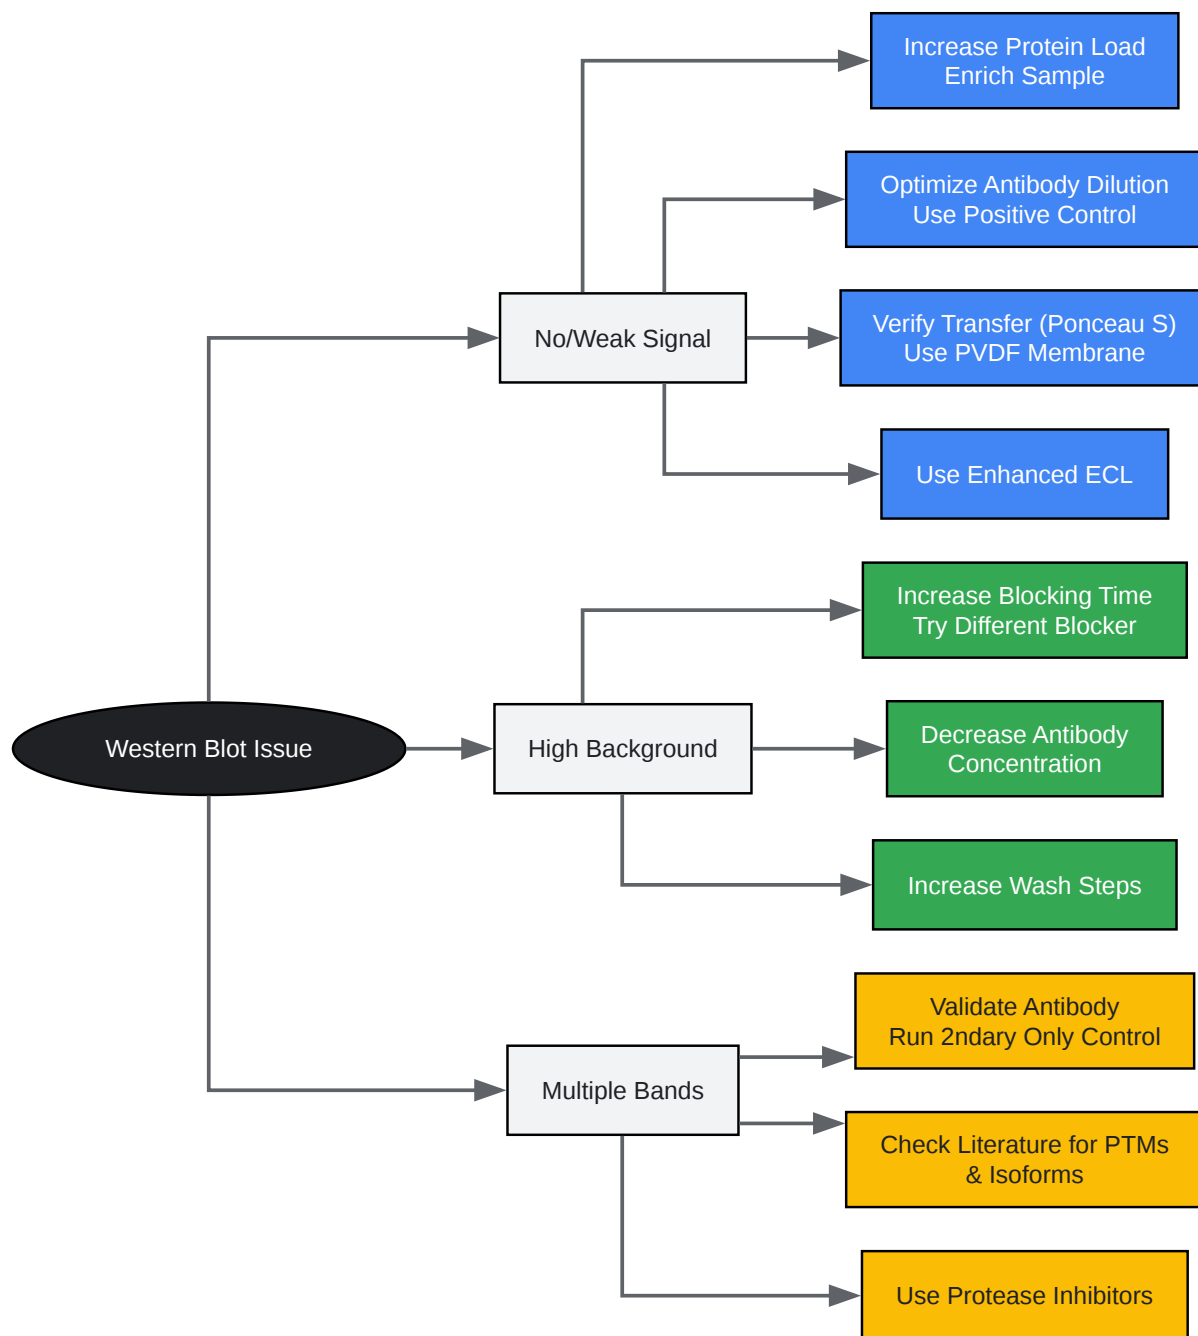 Increase Protein Load
Enrich Sample
Optimize Antibody Dilution
Use Positive Control
No/Weak Signal
Verify Transfer (Ponceau S)
Use PVDF Membrane
Use Enhanced ECL
Increase Blocking Time
Try Different Blocker
Western Blot Issue
High Background
Decrease Antibody
Concentration
Increase Wash Steps
Validate Antibody
Run 2ndary Only Control
Multiple Bands
Check Literature for PTMs
& Isoforms
Use Protease Inhibitors